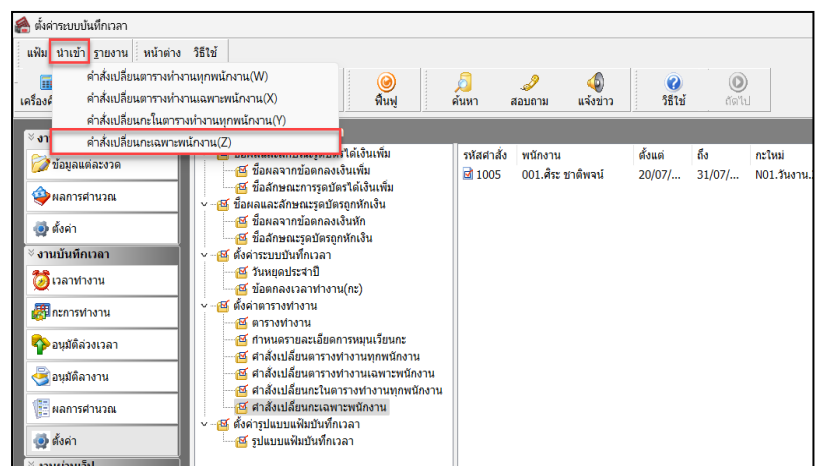 ตั้งค่าระบบบันทึกเวลา
แฟ้ม นำเข้า รายงาน หน้าต่าง วิธีใช้
คำสั่งเปลี่ยนตารางทำงานทุกพนักงาน(W)
คำสั่งเปลี่ยนตารางทำงานเฉพาะพนักงาน(X)
คำสั่งเปลี่ยนกะในตารางทำงานทุกพนักงาน(Y)
คำสั่งเปลี่ยนกะเฉพาะพนักงาน(Z)
ฟื้นฟู ค้นหา สอบถาม แจ้งข่าว วิธีใช้ ถัดไป
ข้อมูลแต่ละงวด
ผลการคำนวณ
ตั้งค่า
งานบันทึกเวลา
เวลาทำงาน
กะการทำงาน
อนุมัติล่วงเวลา
อนุมัติลางาน
ผลการคำนวณ
ตั้งค่า
ชื่อผลและลักษณะรูดบัตรได้เงินเพิ่ม
ชื่อผลจากข้อตกลงเงินเพิ่ม
ชื่อลักษณะการรูดบัตรได้เงินเพิ่ม
ชื่อผลและลักษณะรูดบัตรถูกหักเงิน
ชื่อผลจากข้อตกลงเงินหัก
ชื่อลักษณะการรูดบัตรถูกหักเงิน
ตั้งค่าระบบบันทึกเวลา
วันหยุดประจำปี
ข้อตกลงเวลาทำงาน(กะ)
ตั้งค่าตารางทำงาน
ตารางทำงาน
กำหนดรายละเอียดการหมุนเวียนกะ
คำสั่งเปลี่ยนตารางทำงานทุกพนักงาน
คำสั่งเปลี่ยนตารางทำงานเฉพาะพนักงาน
คำสั่งเปลี่ยนกะในตารางทำงานทุกพนักงาน
คำสั่งเปลี่ยนกะเฉพาะพนักงาน
ตั้งค่ารูปแบบแฟ้มบันทึกเวลา
รูปแบบแฟ้มบันทึกเวลา
รหัสคำสั่ง พนักงาน ตั้งแต่ ถึง กะใหม่
1005 001.ศิระ ชาติพจน์ 20/07/... 31/07/... N01.วันงาน.